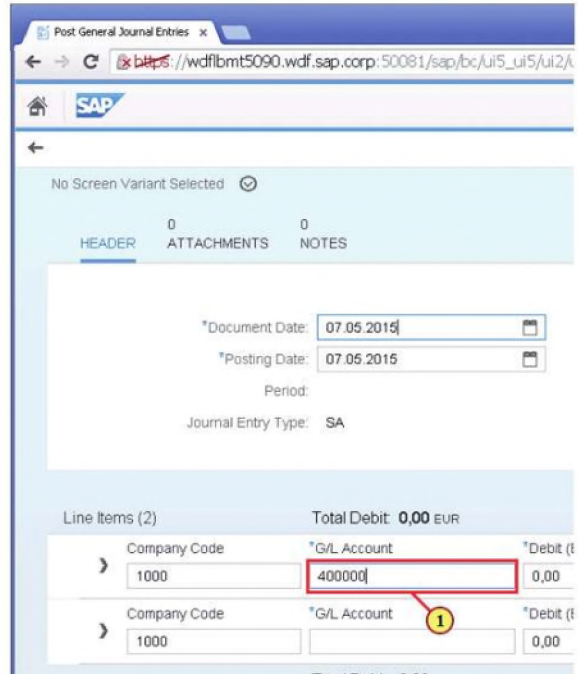 Post General Journal Entries x
https://wdflbmt5090.wdf.sap.corp:50081/sap/bc/ui5_ui5/ui2/
SAP
No Screen Variant Selected
0 0
HEADER ATTACHMENTS NOTES
*Document Date: 07.05.2015
*Posting Date: 07.05.2015
Period:
Journal Entry Type: SA
Line Items (2) Total Debit: 0,00 EUR
Company Code *G/L Account *Debit (
1000 400000 0,00
1
Company Code *G/L Account *Debit (
1000 0,00